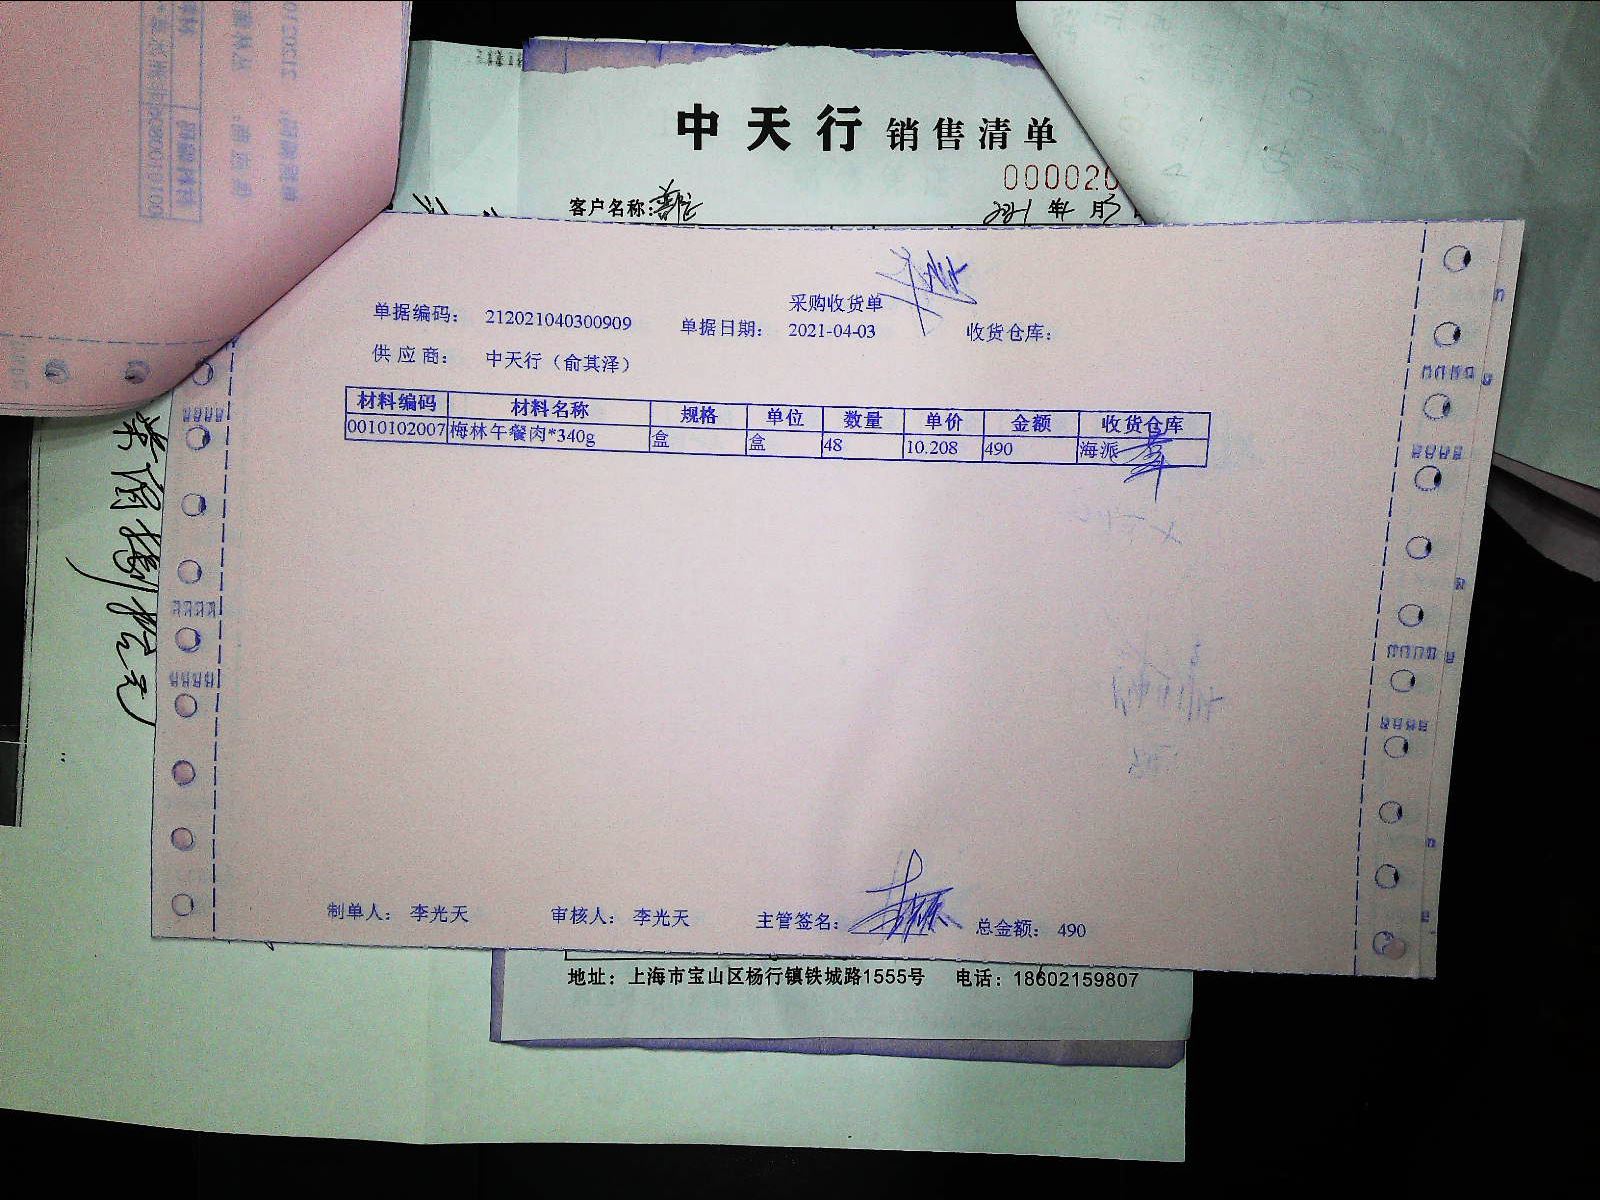 中天行 销售清单
000020
客户名称:
2021 年 4 月 3
采购收货单
单据编码： 212021040300909 单据日期： 2021-04-03 收货仓库：
供 应 商： 中天行（俞其泽）
材料编码 材料名称 规格 单位 数量 单价 金额 收货仓库
0010102007 梅林午餐肉*340g 盒 盒 48 10.208 490 海派
制单人： 李光天 审核人： 李光天 主管签名： 总金额： 490
地址：上海市宝山区杨行镇铁城路1555号 电话：18602159807